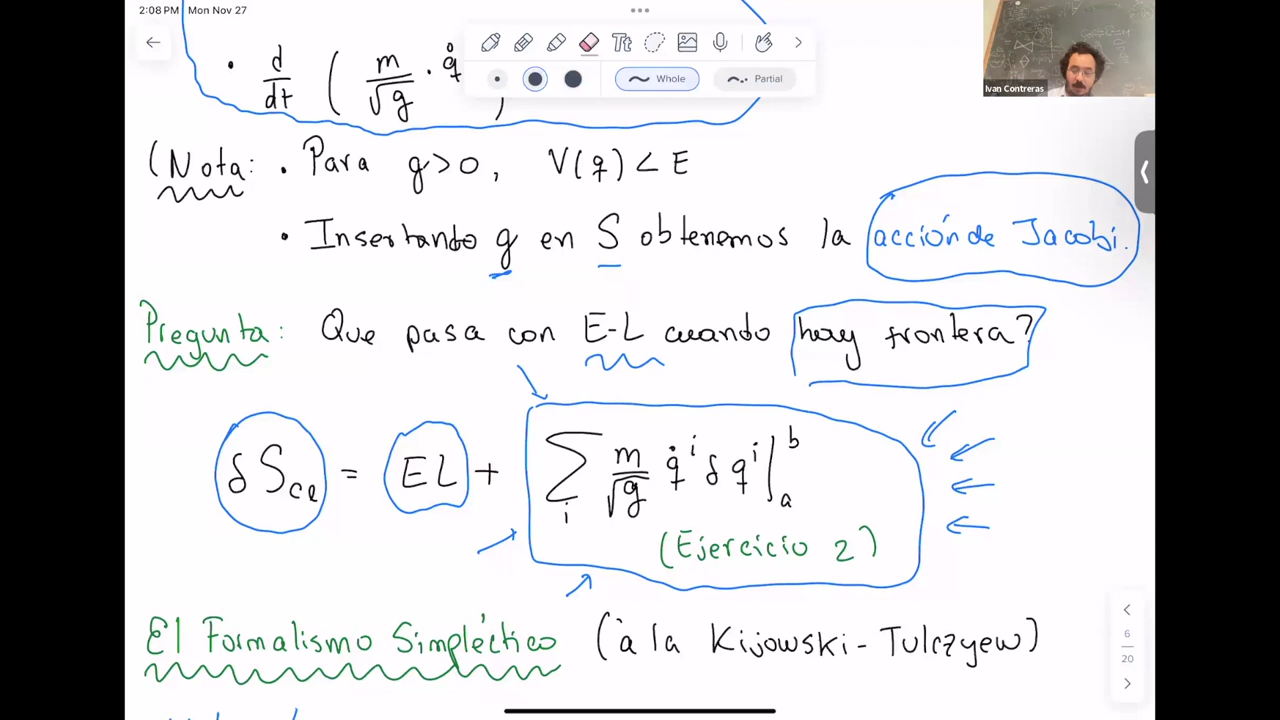 2:08 PM Mon Nov 27
Tt
Whole Partial
Ivan Contreras
• d/dt ( m/√g · q̇
(Nota: • Para g>0, V(q) < E
• Insertando g en S obtenemos la acción de Jacobi.
Pregunta: Que pasa con E-L cuando hay frontera?
δS_cl = EL + ∑_i m/√g q̇^i δq^i |_a^b
(Ejercicio 2)
El Formalismo Simpléctico (à la Kijowski-Tulczyew)
6
20